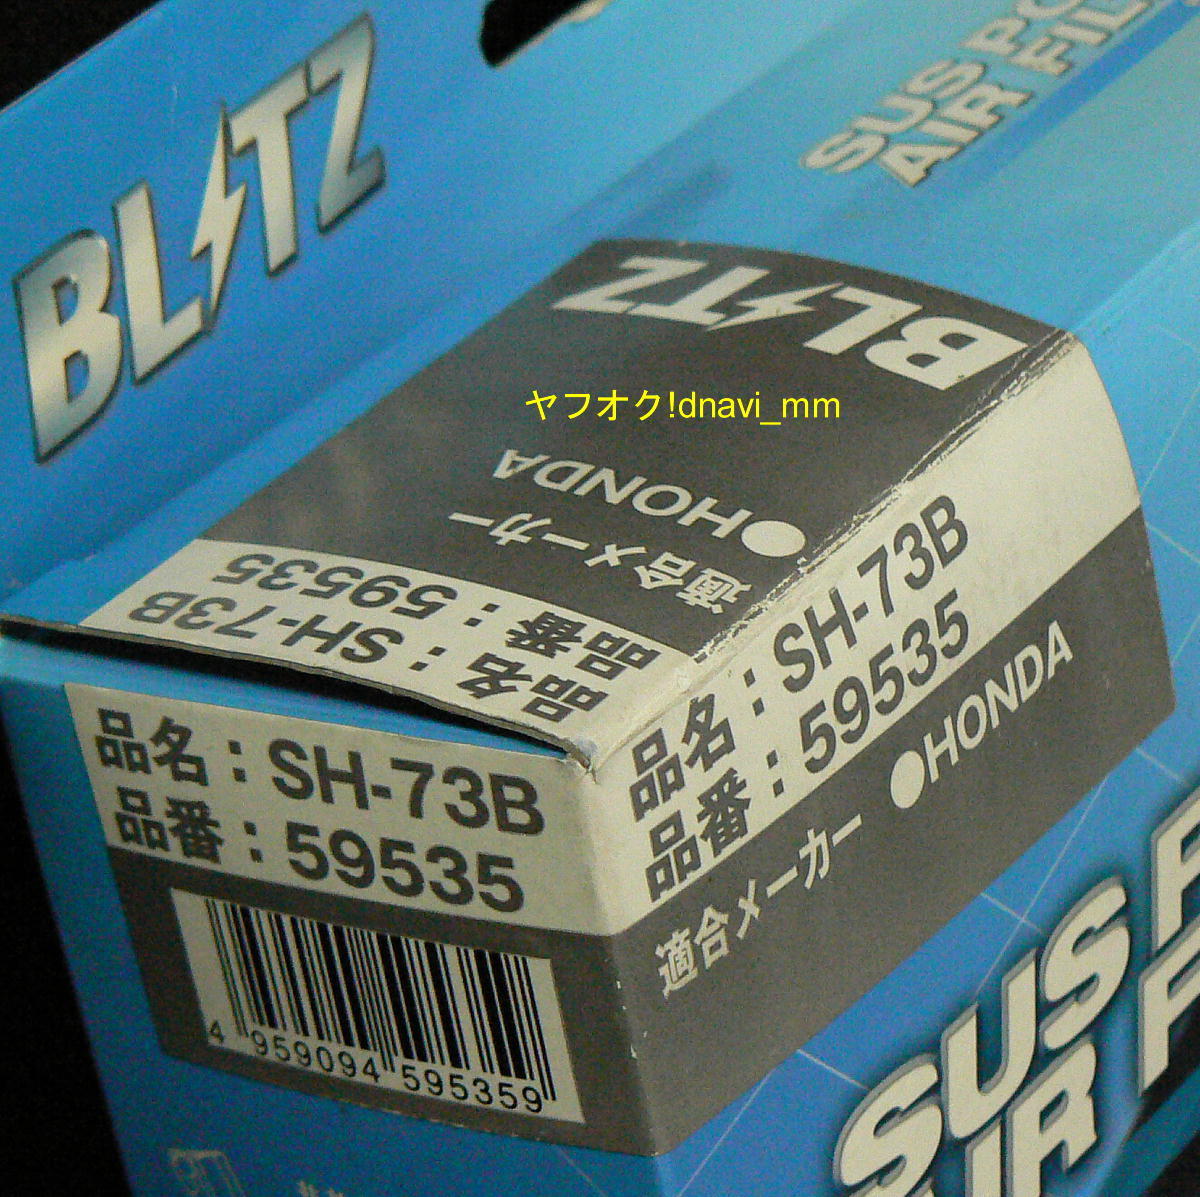 BLITZ
SUS PO
AIR FIL
BLITZ
ヤフオク!dnavi_mm
●HONDA
適合メーカー
品番：59535
品名：SH-73B
品名：SH-73B
品番：59535
4 959094 595359
品名：SH-73B
品番：59535
適合メーカー ●HONDA
SUS P
AIR F